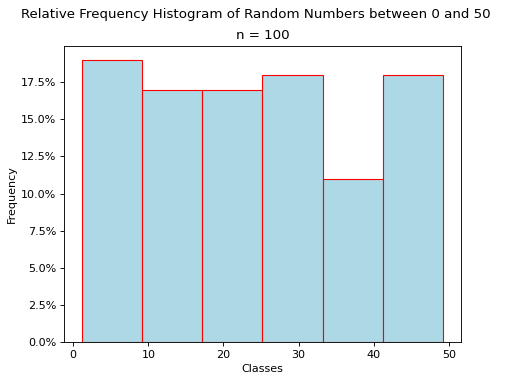 Relative Frequency Histogram of Random Numbers between 0 and 50
n = 100
17.5%
15.0%
12.5%
10.0%
7.5%
5.0%
2.5%
0.0%
Frequency
0 10 20 30 40 50
Classes